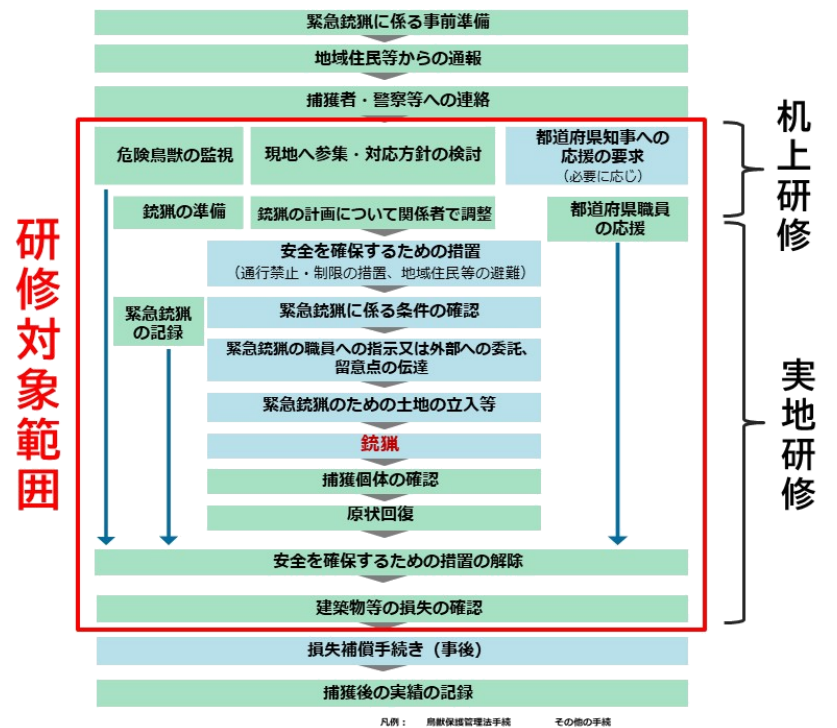 緊急銃猟に係る事前準備
地域住民等からの通報
捕獲者・警察等への連絡
危険鳥獣の監視
現地へ参集・対応方針の検討
都道府県知事への
応援の要求
（必要に応じ）
銃猟の準備
銃猟の計画について関係者で調整
都道府県職員
の応援
安全を確保するための措置
（通行禁止・制限の措置、地域住民等の避難）
緊急銃猟
の記録
緊急銃猟に係る条件の確認
緊急銃猟の職員への指示又は外部への委託、
留意点の伝達
緊急銃猟のための土地の立入等
銃猟
捕獲個体の確認
原状回復
安全を確保するための措置の解除
建築物等の損失の確認
損失補償手続き（事後）
捕獲後の実績の記録
研修対象範囲
机上研修
実地研修
凡例： 鳥獣保護管理法手続 その他の手続